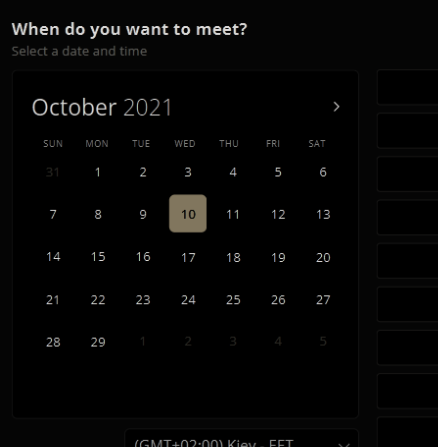 When do you want to meet?
Select a date and time
October 2021 >
SUN MON TUE WED THU FRI SAT
31 1 2 3 4 5 6
7 8 9 10 11 12 13
14 15 16 17 18 19 20
21 22 23 24 25 26 27
28 29 1 2 3 4 5
(GMT+02:00) Kiev - EET